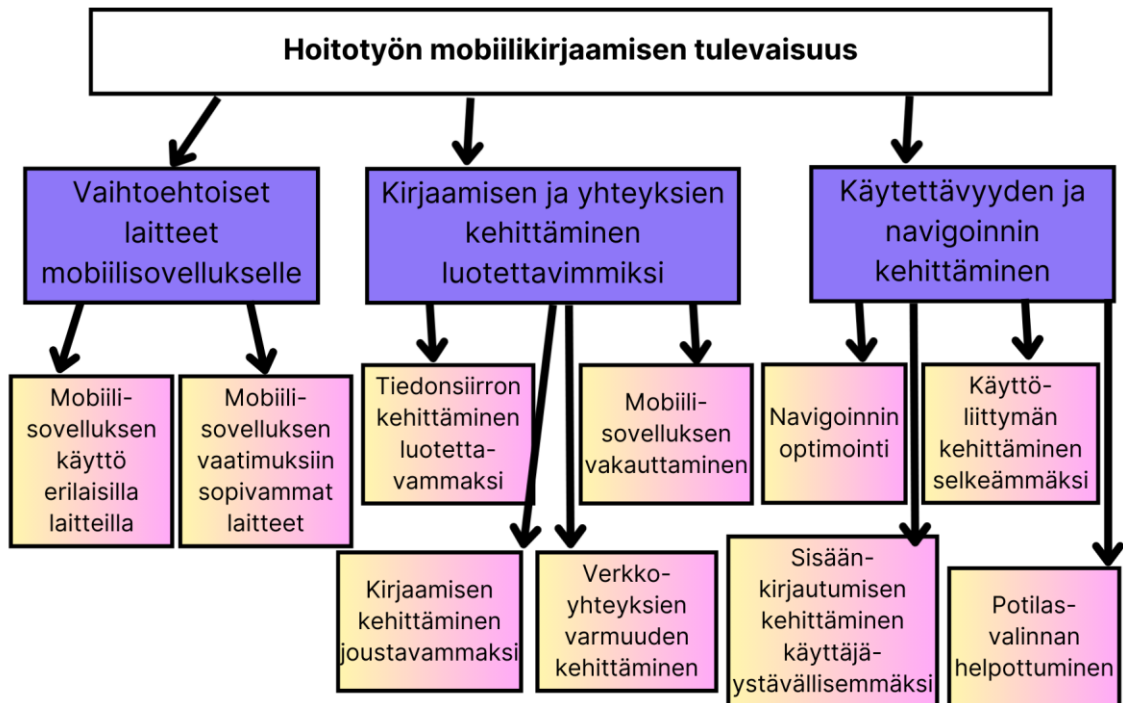 Hoitotyön mobiilikirjaamisen tulevaisuus
Vaihtoehtoiset
laitteet
mobiilisovellukselle
Kirjaamisen ja yhteyksien
kehittäminen
luotettavimmiksi
Käytettävyyden ja
navigoinnin
kehittäminen
Mobiili-
sovelluksen
käyttö
erilaisilla
laitteilla
Mobiili-
sovelluksen
vaatimuksiin
sopivammat
laitteet
Tiedonsiirron
kehittäminen
luotetta-
vammaksi
Mobiili-
sovelluksen
vakauttaminen
Navigoinnin
optimointi
Käyttö-
liittymän
kehittäminen
selkeämmäksi
Kirjaamisen
kehittäminen
joustavammaksi
Verkko-
yhteyksien
varmuuden
kehittäminen
Sisään-
kirjautumisen
kehittäminen
käyttäjä-
ystävällisemmäksi
Potilas-
valinnan
helpottuminen